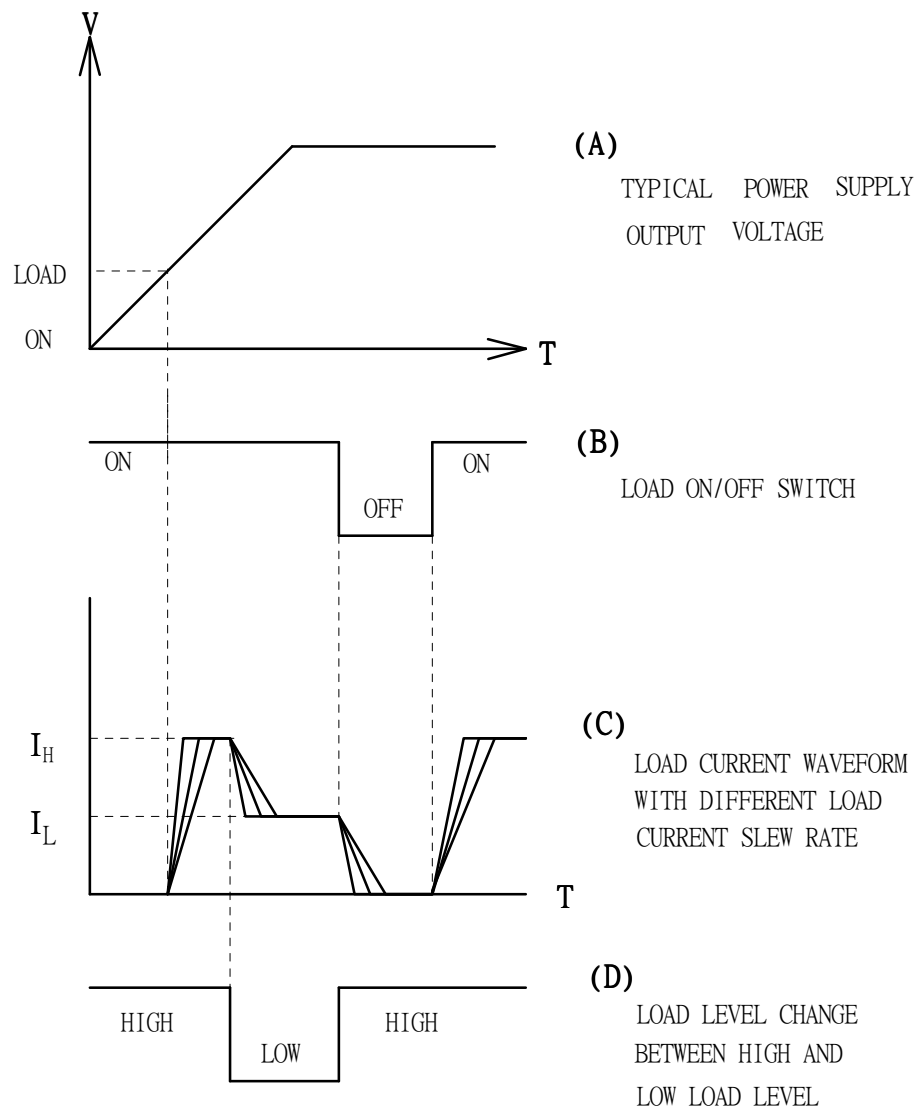 V
(A)
TYPICAL POWER SUPPLY
OUTPUT VOLTAGE
LOAD
ON
T
(B)
ON
ON
OFF
LOAD ON/OFF SWITCH
(C)
I_H
LOAD CURRENT WAVEFORM
WITH DIFFERENT LOAD
I_L
CURRENT SLEW RATE
T
(D)
HIGH
HIGH
LOAD LEVEL CHANGE
LOW
BETWEEN HIGH AND
LOW LOAD LEVEL